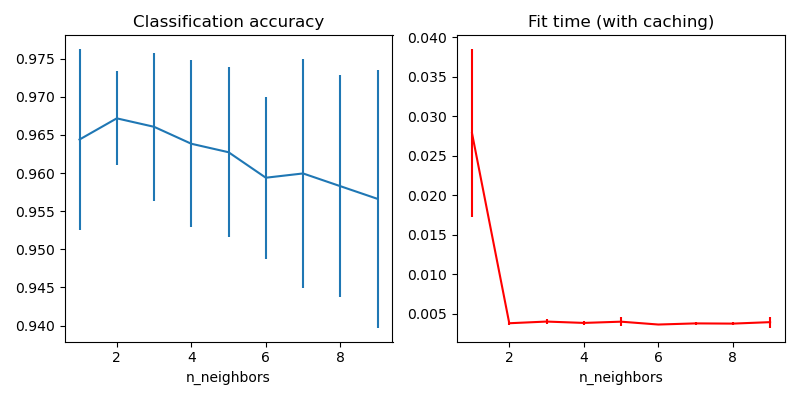 Classification accuracy
0.975
0.970
0.965
0.960
0.955
0.950
0.945
0.940
2 4 6 8
n_neighbors
Fit time (with caching)
0.040
0.035
0.030
0.025
0.020
0.015
0.010
0.005
2 4 6 8
n_neighbors